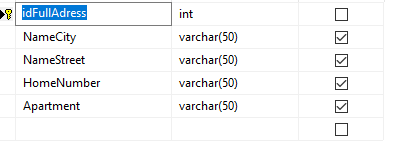 idFullAdress int
NameCity varchar(50)
NameStreet varchar(50)
HomeNumber varchar(50)
Apartment varchar(50)